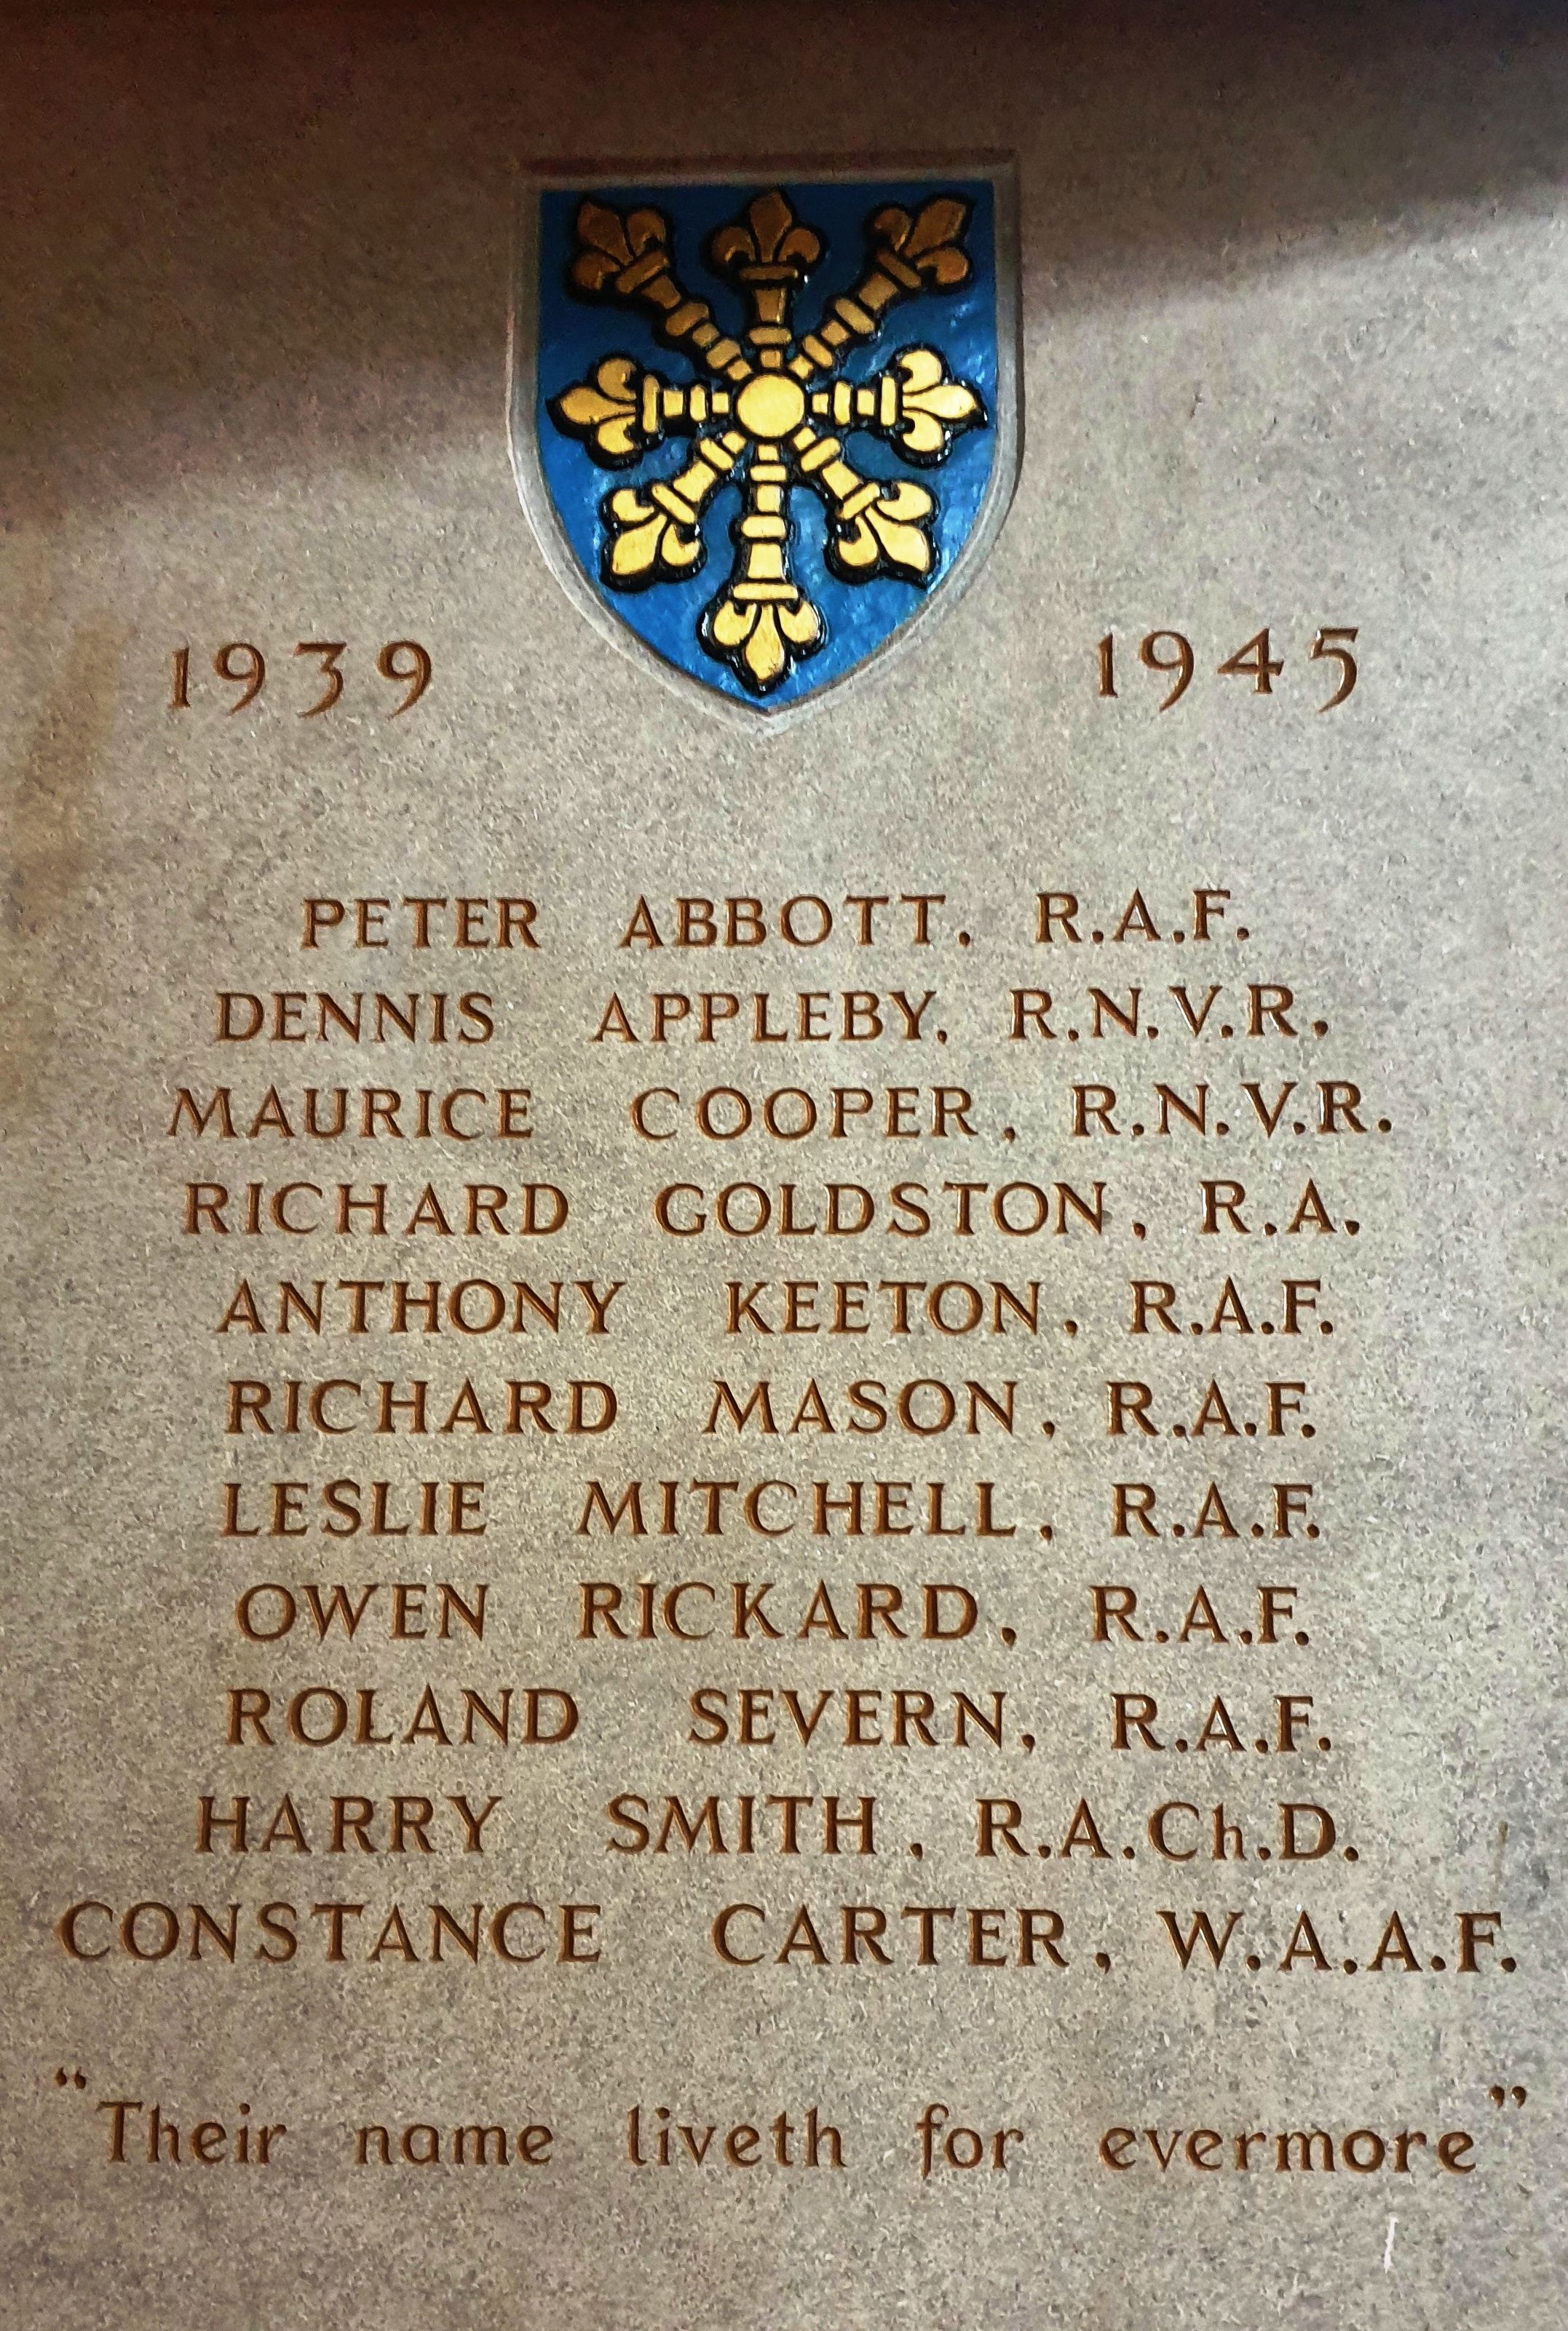 1939 1945
PETER ABBOTT. R.A.F.
DENNIS APPLEBY. R.N.V.R.
MAURICE COOPER, R.N.V.R.
RICHARD GOLDSTON, R.A.
ANTHONY KEETON, R.A.F.
RICHARD MASON, R.A.F.
LESLIE MITCHELL, R.A.F.
OWEN RICKARD, R.A.F.
ROLAND SEVERN, R.A.F.
HARRY SMITH, R.A.Ch.D.
CONSTANCE CARTER, W.A.A.F.
“Their name liveth for evermore”